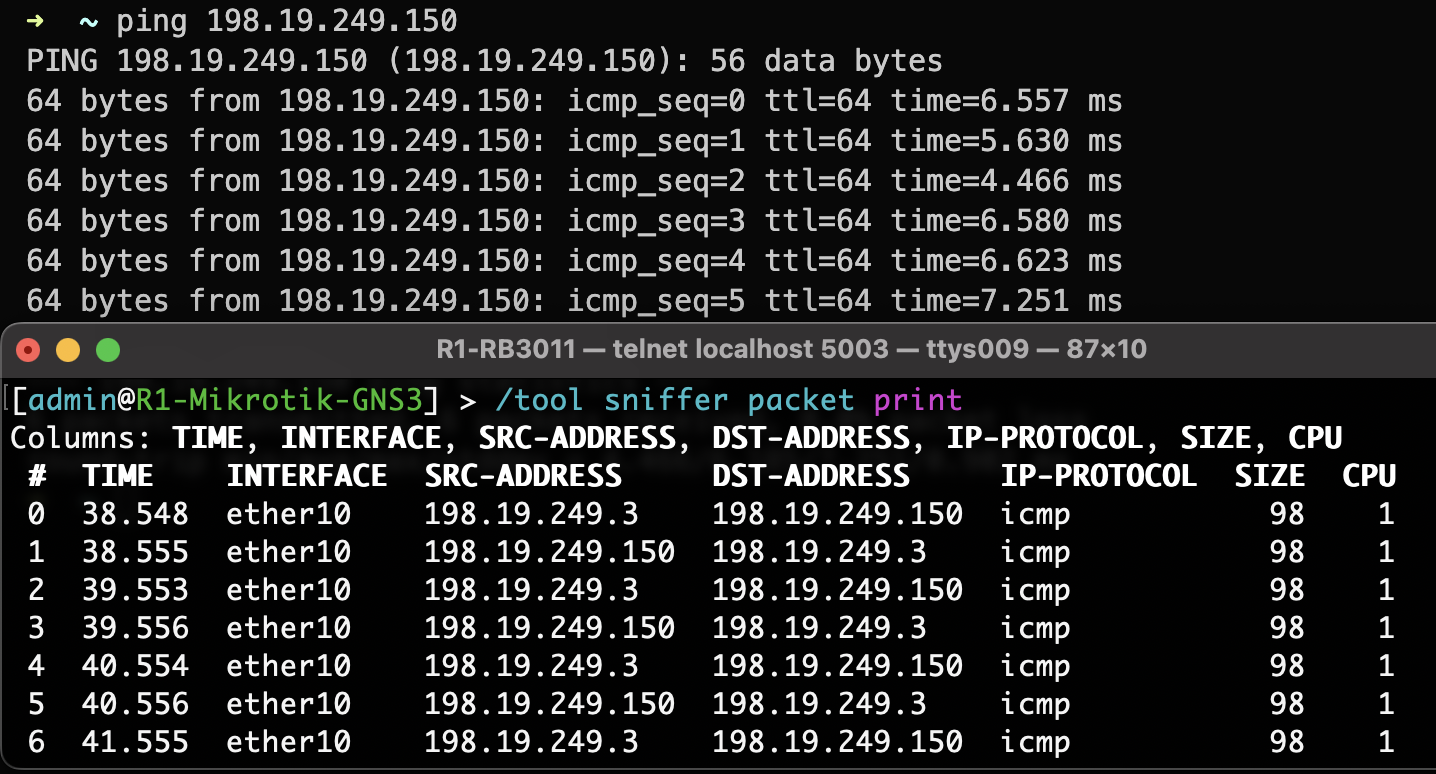 ➜  ~ ping 198.19.249.150
PING 198.19.249.150 (198.19.249.150): 56 data bytes
64 bytes from 198.19.249.150: icmp_seq=0 ttl=64 time=6.557 ms
64 bytes from 198.19.249.150: icmp_seq=1 ttl=64 time=5.630 ms
64 bytes from 198.19.249.150: icmp_seq=2 ttl=64 time=4.466 ms
64 bytes from 198.19.249.150: icmp_seq=3 ttl=64 time=6.580 ms
64 bytes from 198.19.249.150: icmp_seq=4 ttl=64 time=6.623 ms
64 bytes from 198.19.249.150: icmp_seq=5 ttl=64 time=7.251 ms
R1-RB3011 — telnet localhost 5003 — ttys009 — 87×10
[admin@R1-Mikrotik-GNS3] > /tool sniffer packet print
Columns: TIME, INTERFACE, SRC-ADDRESS, DST-ADDRESS, IP-PROTOCOL, SIZE, CPU
#  TIME    INTERFACE  SRC-ADDRESS     DST-ADDRESS     IP-PROTOCOL  SIZE  CPU
0  38.548  ether10    198.19.249.3    198.19.249.150  icmp           98    1
1  38.555  ether10    198.19.249.150  198.19.249.3    icmp           98    1
2  39.553  ether10    198.19.249.3    198.19.249.150  icmp           98    1
3  39.556  ether10    198.19.249.150  198.19.249.3    icmp           98    1
4  40.554  ether10    198.19.249.3    198.19.249.150  icmp           98    1
5  40.556  ether10    198.19.249.150  198.19.249.3    icmp           98    1
6  41.555  ether10    198.19.249.3    198.19.249.150  icmp           98    1